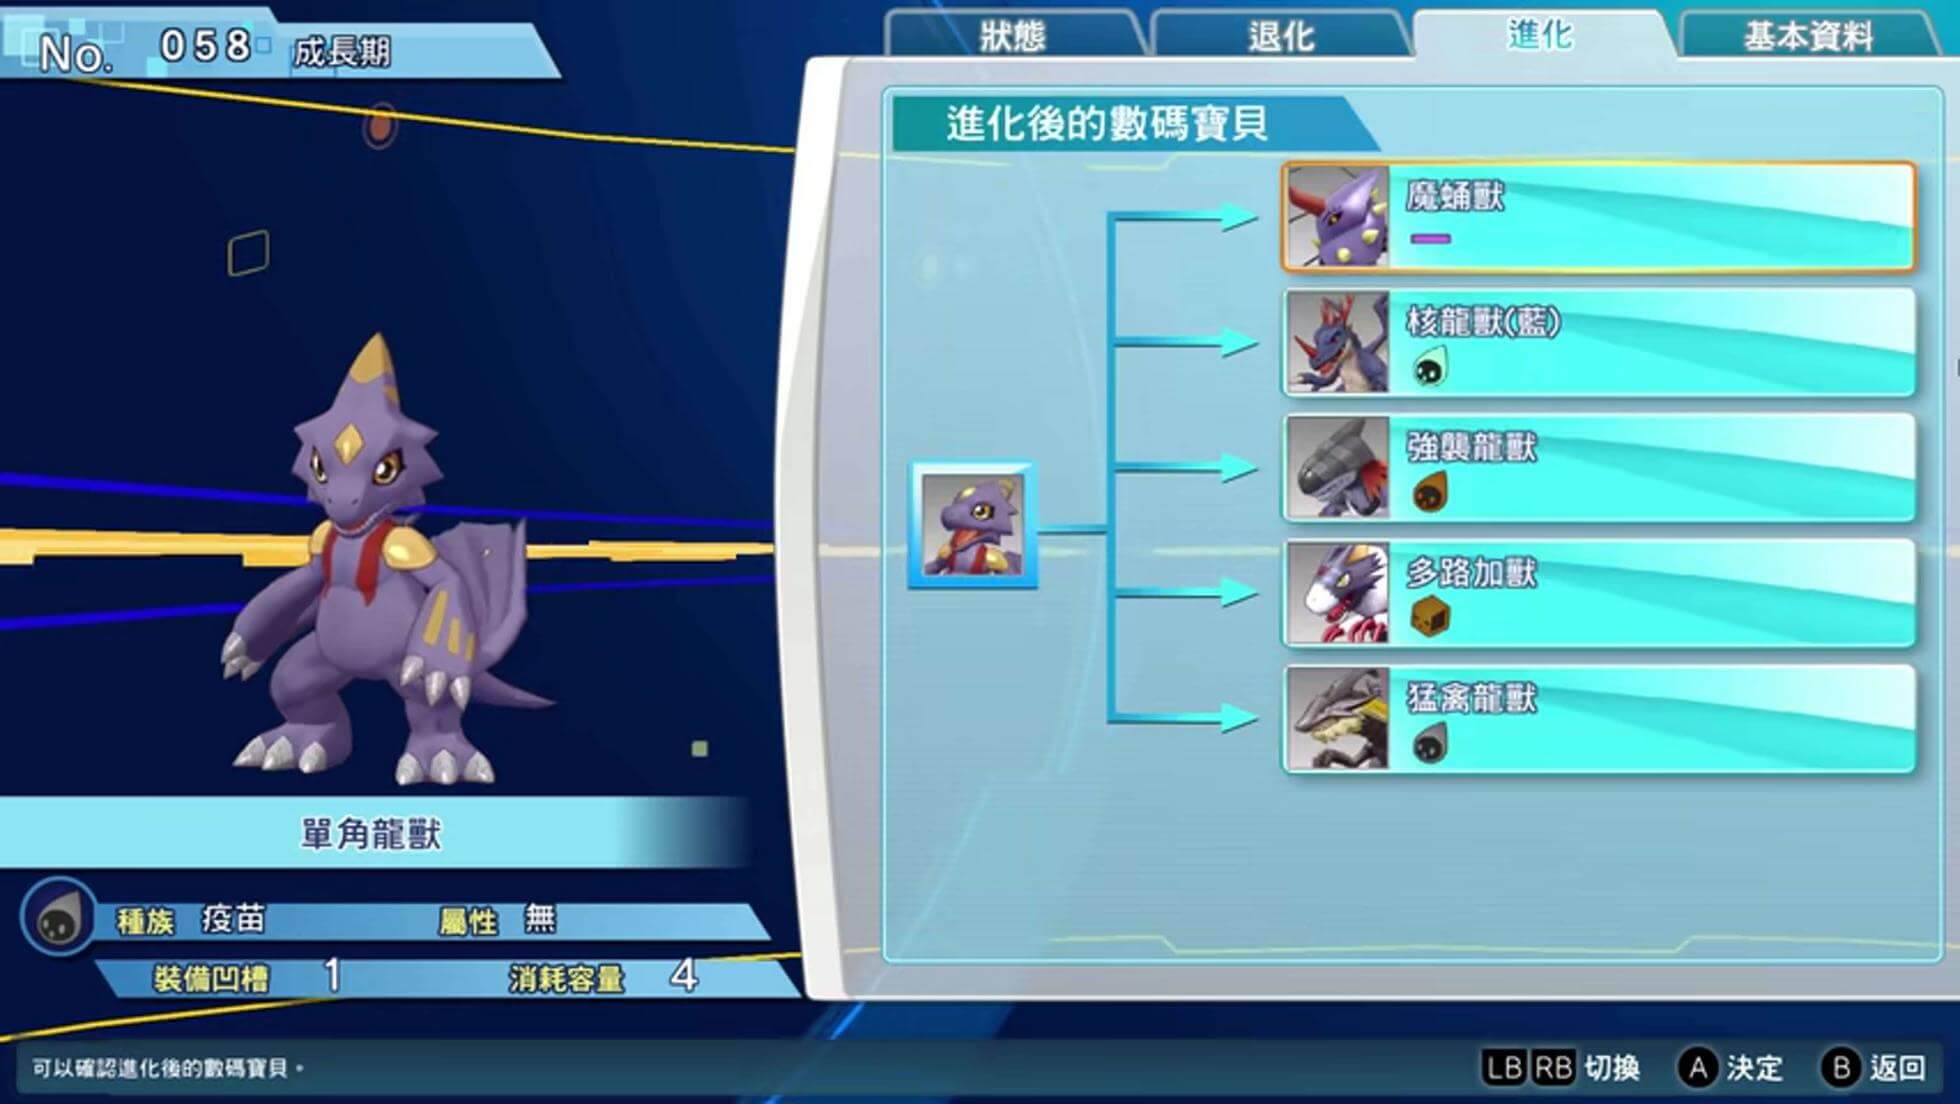 No. 058 成長期
狀態 退化 進化 基本資料
進化後的數碼寶貝
魔蛹獸
核龍獸(藍)
強襲龍獸
多路加獸
猛禽龍獸
單角龍獸
種族 疫苗 屬性 無
裝備凹槽 1 消耗容量 4
可以確認進化後的數碼寶貝。
LB RB 切換 A 決定 B 返回